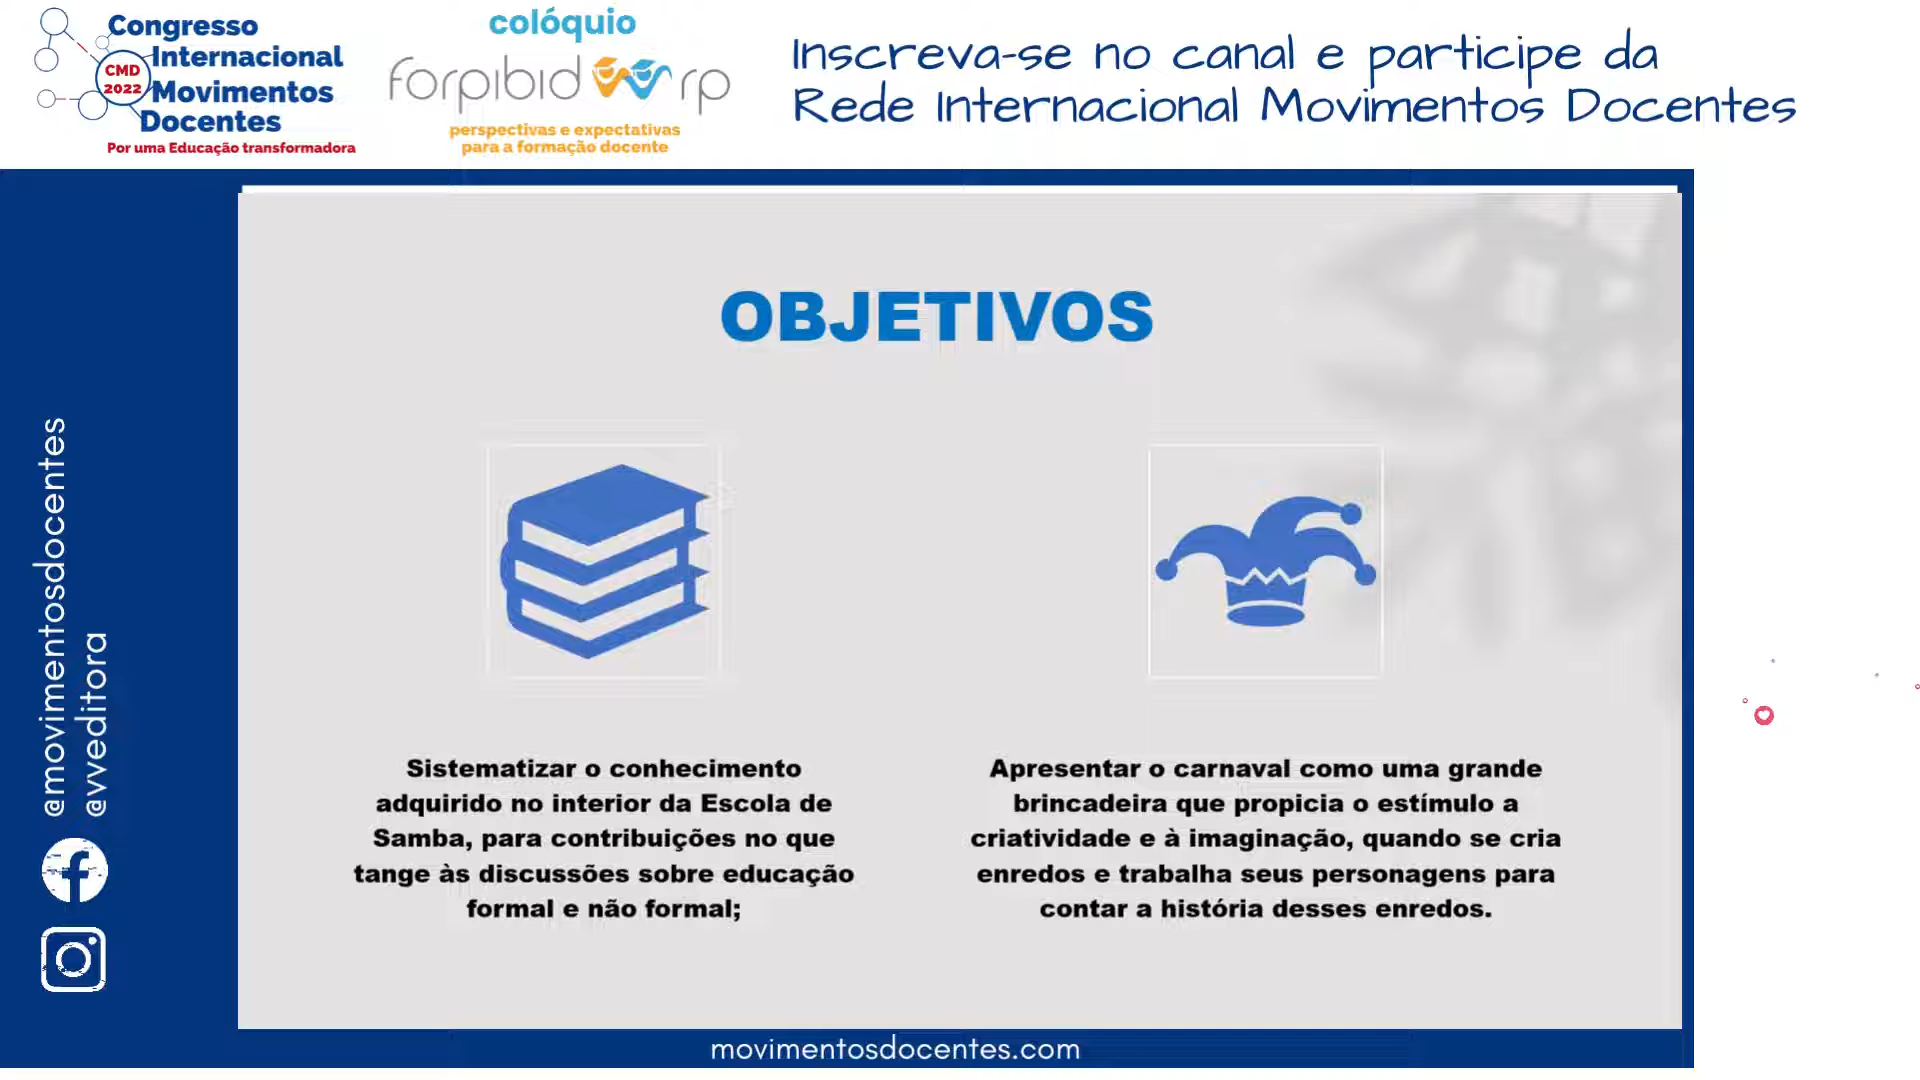 Congresso
Internacional
CMD
2022
Movimentos
Docentes
Por uma Educação transformadora
colóquio
forpibid rp
perspectivas e expectativas
para a formação docente
Inscreva-se no canal e participe da
Rede Internacional Movimentos Docentes
@movimentosdocentes
@vveditora
OBJETIVOS
Sistematizar o conhecimento
adquirido no interior da Escola de
Samba, para contribuições no que
tange às discussões sobre educação
formal e não formal;
Apresentar o carnaval como uma grande
brincadeira que propicia o estímulo a
criatividade e à imaginação, quando se cria
enredos e trabalha seus personagens para
contar a história desses enredos.
movimentosdocentes.com